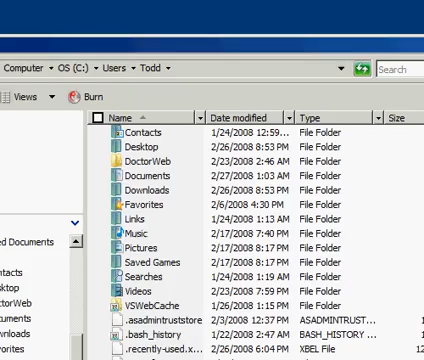 Computer OS (C:) Users Todd Search
Views Burn
Name Date modified Type Size
Contacts 1/24/2008 12:59... File Folder
Desktop 2/26/2008 8:53 PM File Folder
DoctorWeb 2/23/2008 2:46 AM File Folder
Documents 2/27/2008 1:03 AM File Folder
Downloads 2/26/2008 8:53 PM File Folder
Favorites 2/6/2008 4:30 PM File Folder
Links 1/24/2008 1:13 AM File Folder
Music 2/17/2008 7:40 PM File Folder
Pictures 2/17/2008 8:17 PM File Folder
Saved Games 2/17/2008 8:17 PM File Folder
Searches 1/24/2008 1:19 AM File Folder
Videos 2/23/2008 7:59 PM File Folder
VSWebCache 1/26/2008 1:15 PM File Folder
.asadmintruststore 2/3/2008 12:37 PM ASADMINTRUST...
.bash_history 1/22/2008 2:47 AM BASH_HISTORY ...
.recently-used.x... 2/26/2008 6:04 PM XBEL File
ed Documents
tacts
top
torWeb
uments
nloads
orites